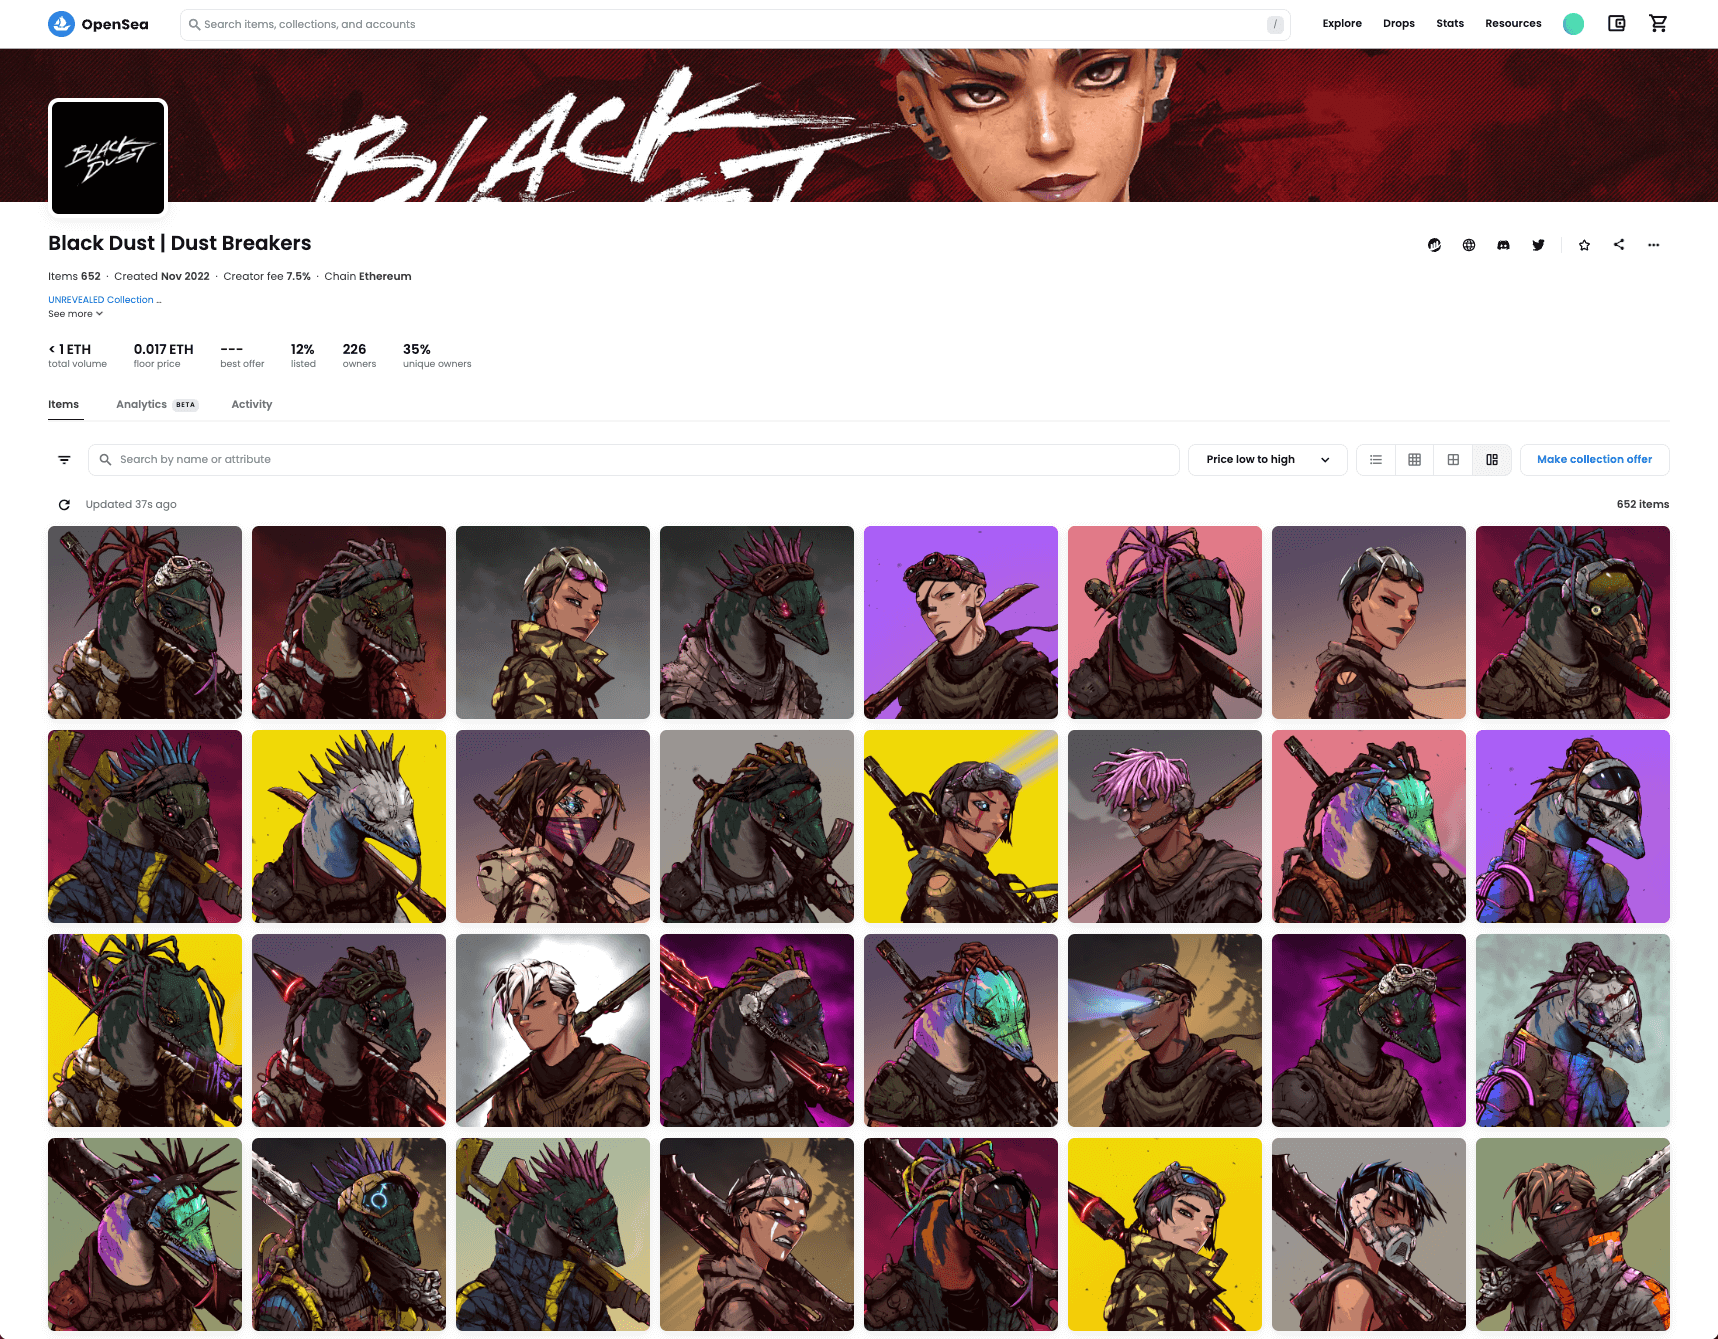 OpenSea
Search items, collections, and accounts
/
Explore Drops Stats Resources
BLACK
DUST
BLACK
DUST
Black Dust | Dust Breakers
Items 652 · Created Nov 2022 · Creator fee 7.5% · Chain Ethereum
UNREVEALED Collection ...
See more
< 1 ETH 0.017 ETH --- 12% 226 35%
total volume floor price best offer listed owners unique owners
Items Analytics BETA Activity
Search by name or attribute
Price low to high
Make collection offer
Updated 37s ago
652 items